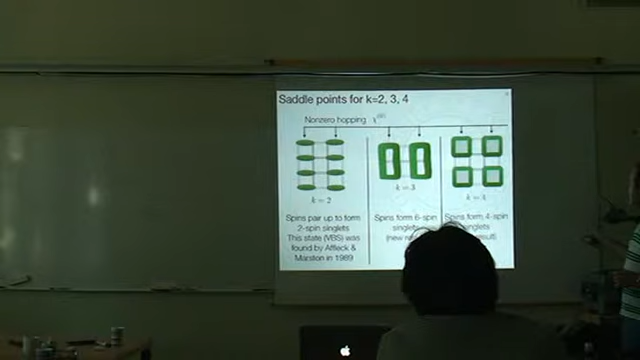 Saddle points for k=2, 3, 4
Nonzero hopping
k = 2
k = 3
k = 4
Spins pair up to form
2-spin singlets
This state (VBS) was
found by Affleck &
Marston in 1989
Spins form 6-spin
(new
Spins form 4-spin
singlets